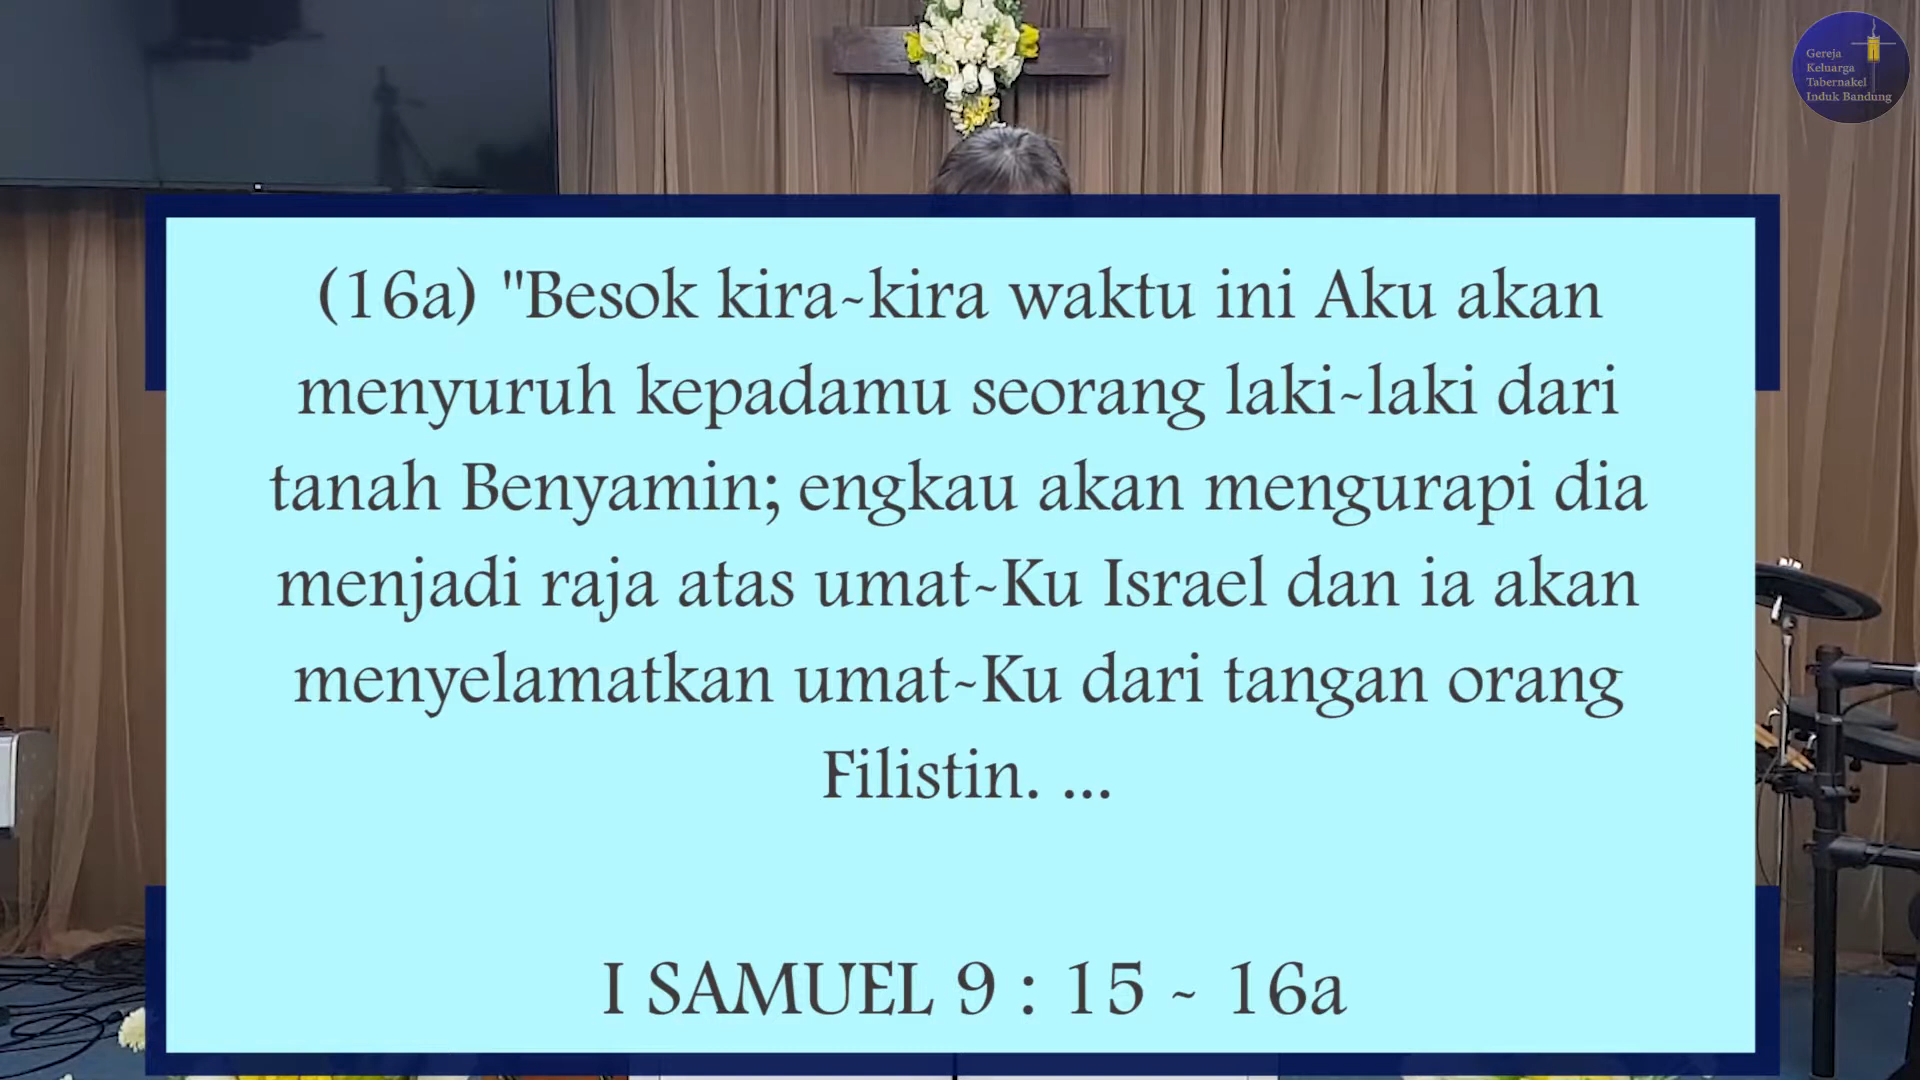 Gereja
Keluarga
Tabernakel
Induk Bandung
(16a) "Besok kira-kira waktu ini Aku akan
menyuruh kepadamu seorang laki-laki dari
tanah Benyamin; engkau akan mengurapi dia
menjadi raja atas umat-Ku Israel dan ia akan
menyelamatkan umat-Ku dari tangan orang
Filistin. ...
I SAMUEL 9 : 15 - 16a